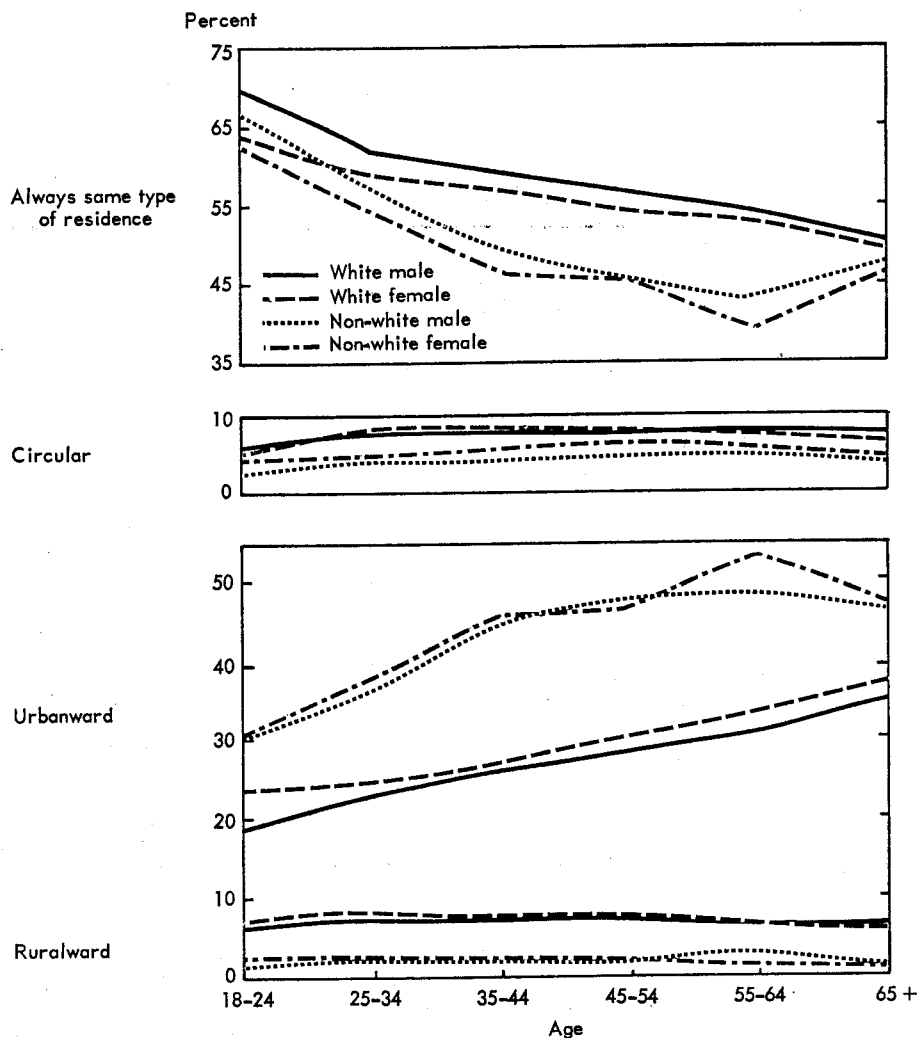 Percent
75
65
Always same type
of residence
55
45
35
White male
White female
Non-white male
Non-white female
10
Circular
0
50
40
Urbanward
30
20
10
Ruralward
0
18-24
25-34
35-44
45-54
55-64
65 +
Age